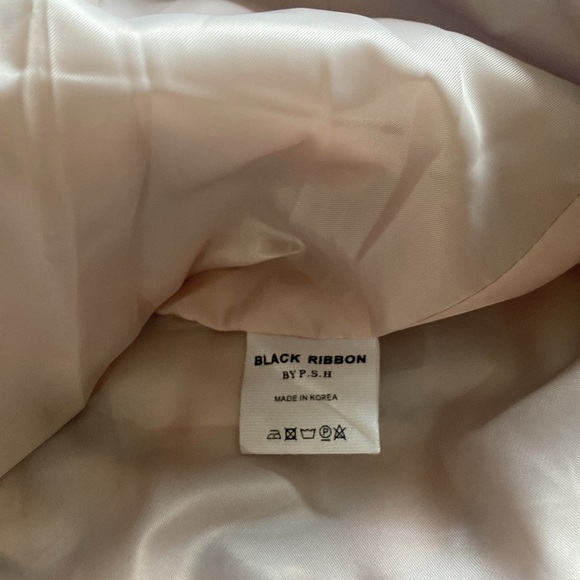 BLACK RIBBON
BY P.S.H
MADE IN KOREA